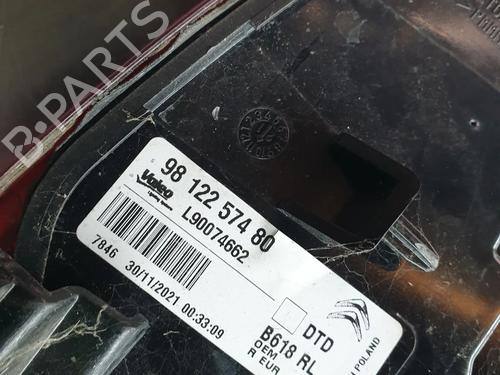 B-PARTS
98 122 574 80
Valeo
L90074662
7846 30/11/2021 00:33:09
DTD
B618 RL
OEM
R EUR
POLAND